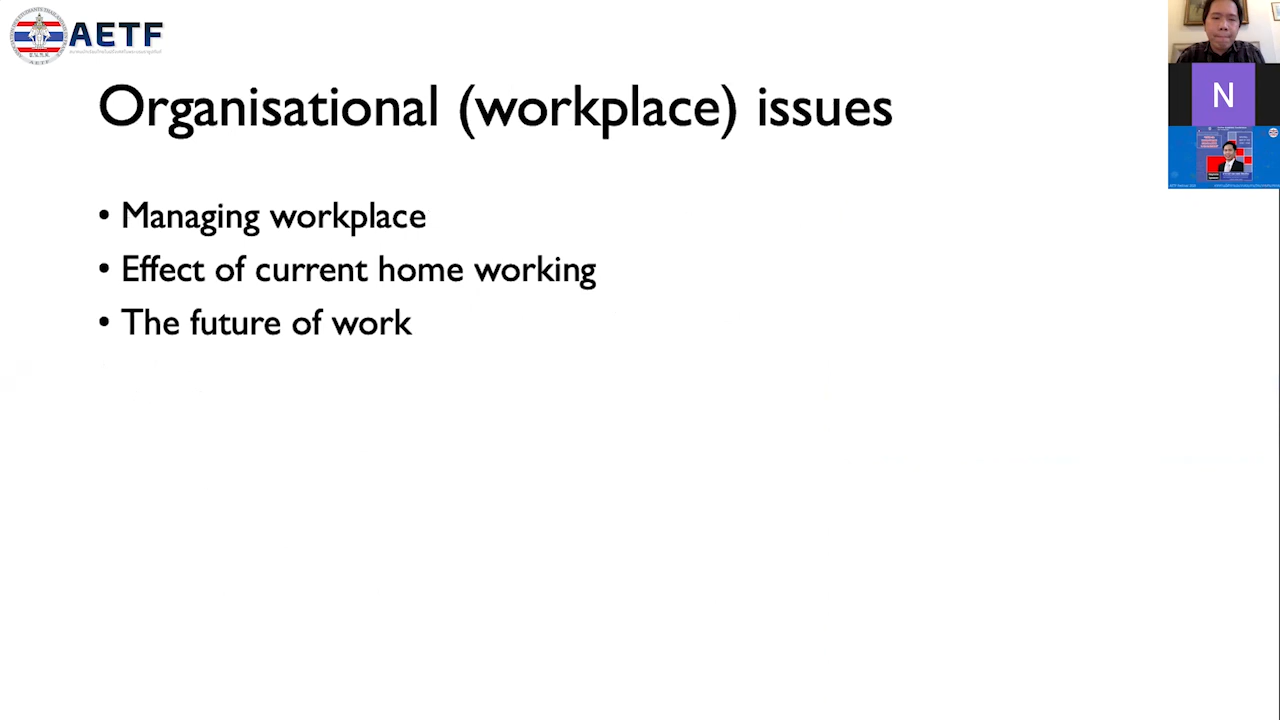 AETF
Organisational (workplace) issues
• Managing workplace
• Effect of current home working
• The future of work
N